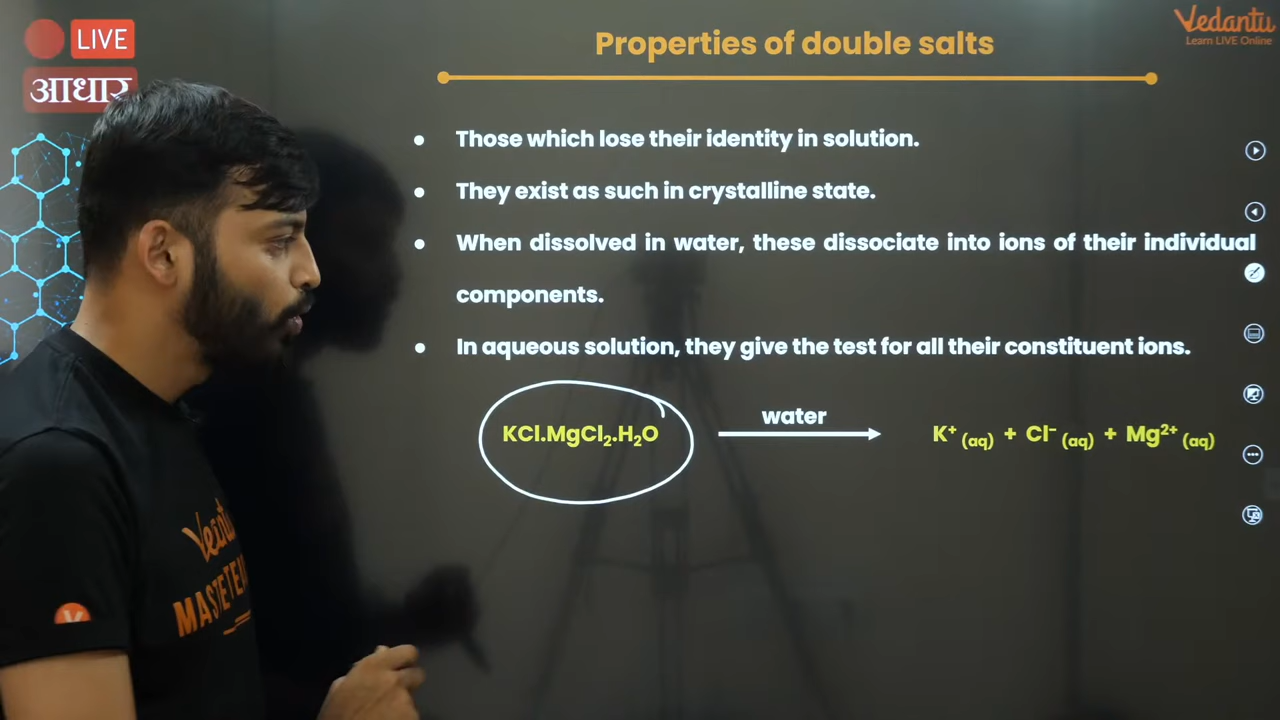 LIVE
आधार
Vedantu
Learn LIVE Online
Properties of double salts
● Those which lose their identity in solution.
● They exist as such in crystalline state.
● When dissolved in water, these dissociate into ions of their individual
components.
● In aqueous solution, they give the test for all their constituent ions.
water
KCl.MgCl₂.H₂O K⁺ (aq) + Cl⁻ (aq) + Mg²⁺ (aq)